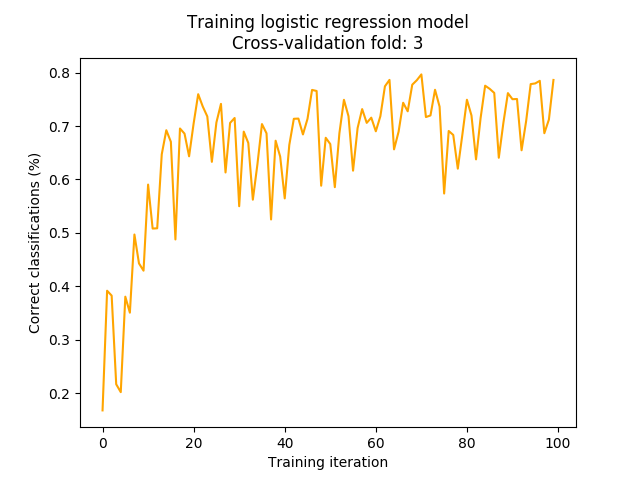 Training logistic regression model
Cross-validation fold: 3
Correct classifications (%)
0.8
0.7
0.6
0.5
0.4
0.3
0.2
0 20 40 60 80 100
Training iteration